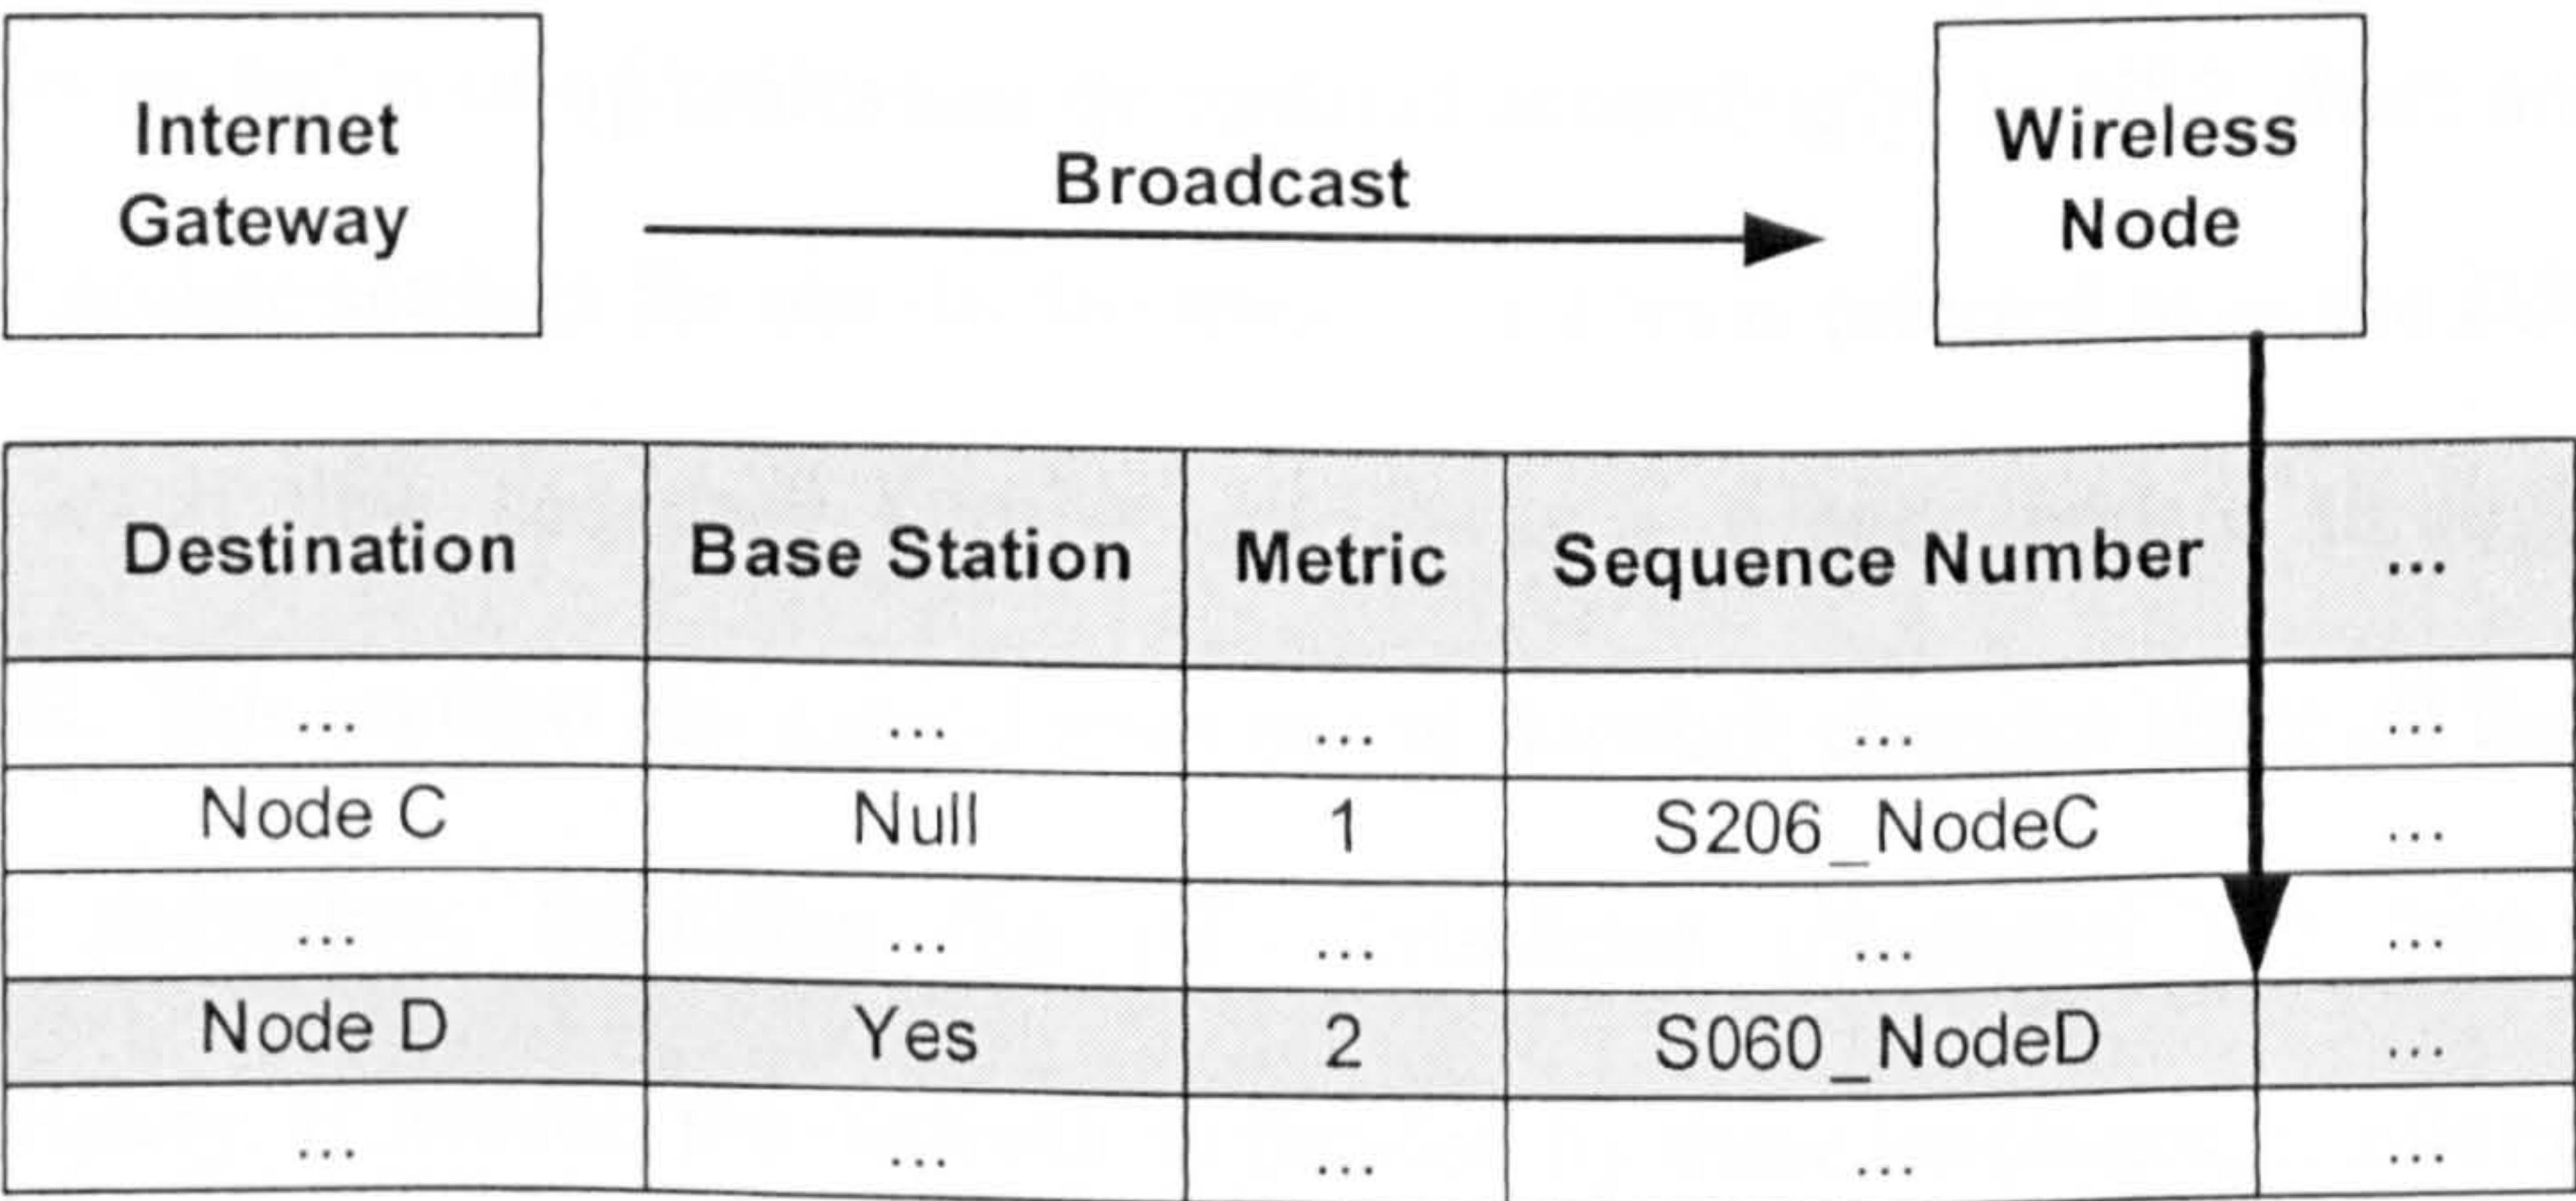 Internet
Gateway
Broadcast
Wireless
Node
Destination Base Station Metric Sequence Number ...
... ... ... ... ...
Node C Null 1 S206_NodeC ...
... ... ... ... ...
Node D Yes 2 S060_NodeD ...
... ... ... ... ...